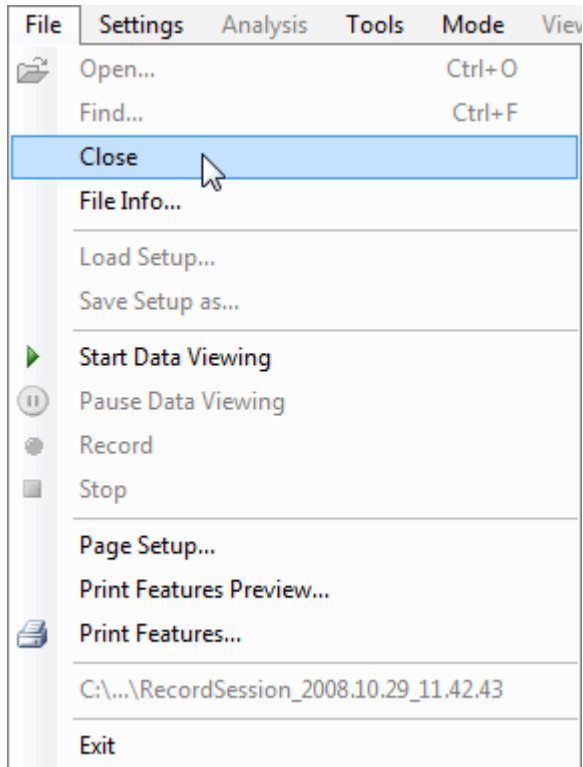 File Settings Analysis Tools Mode View
Open... Ctrl+O
Find... Ctrl+F
Close
File Info...
Load Setup...
Save Setup as...
Start Data Viewing
Pause Data Viewing
Record
Stop
Page Setup...
Print Features Preview...
Print Features...
C:\...\RecordSession_2008.10.29_11.42.43
Exit